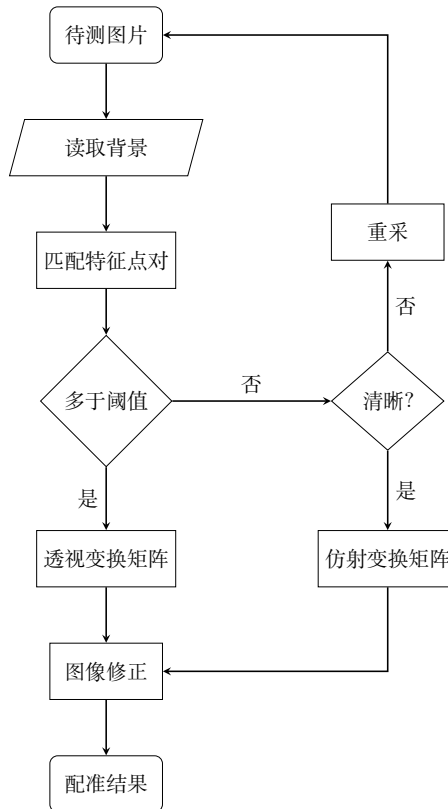 待测图片
读取背景
重采
匹配特征点对
否
否
多于阈值
清晰?
是
是
透视变换矩阵
仿射变换矩阵
图像修正
配准结果